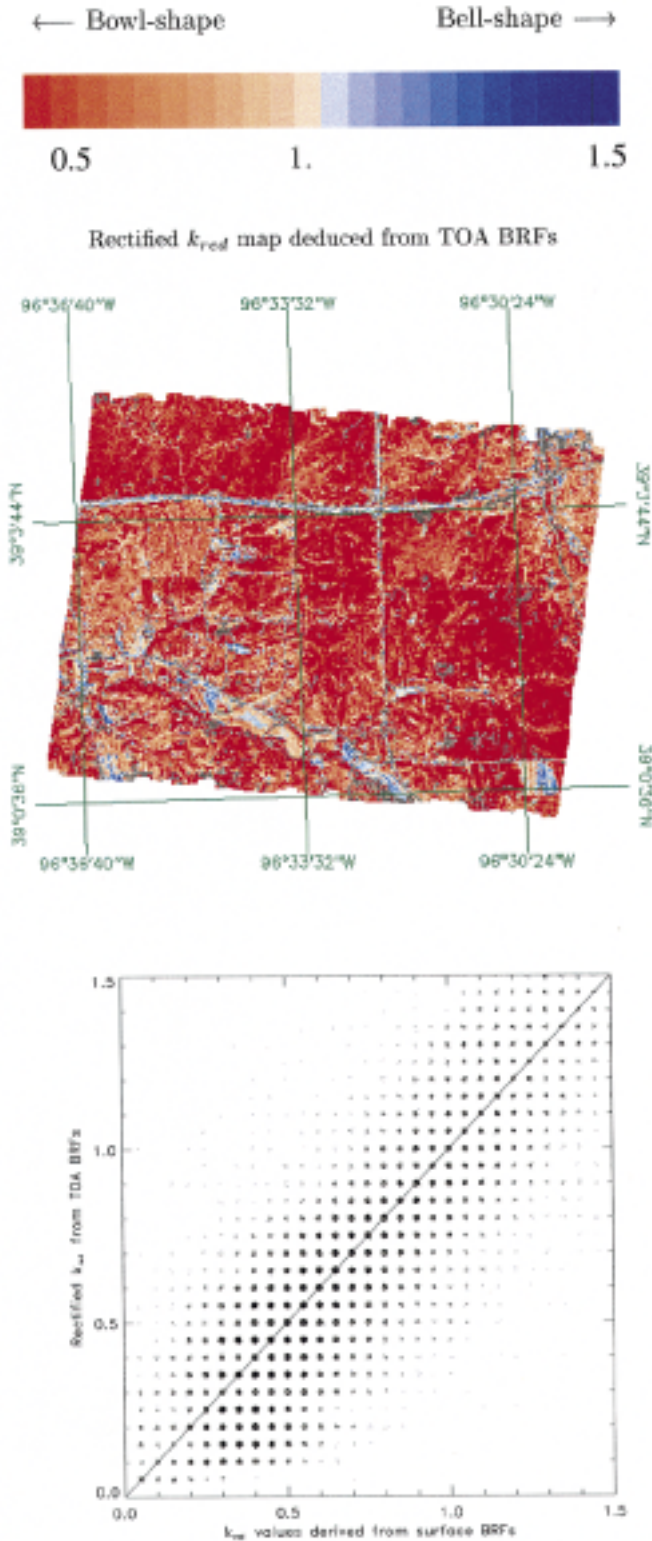 ← Bowl-shape Bell-shape →
0.5 1. 1.5
Rectified k_red map deduced from TOA BRFs
96°36'40"W 96°33'32"W 96°30'24"W
39°3'44"N 39°3'44"N
39°0'36"N 39°0'36"N
96°36'40"W 96°33'32"W 96°30'24"W
1.5
1.0
Rectified k_red from TOA BRFs
0.5
0.0
0.0 0.5 1.0 1.5
k_red values derived from surface BRFs